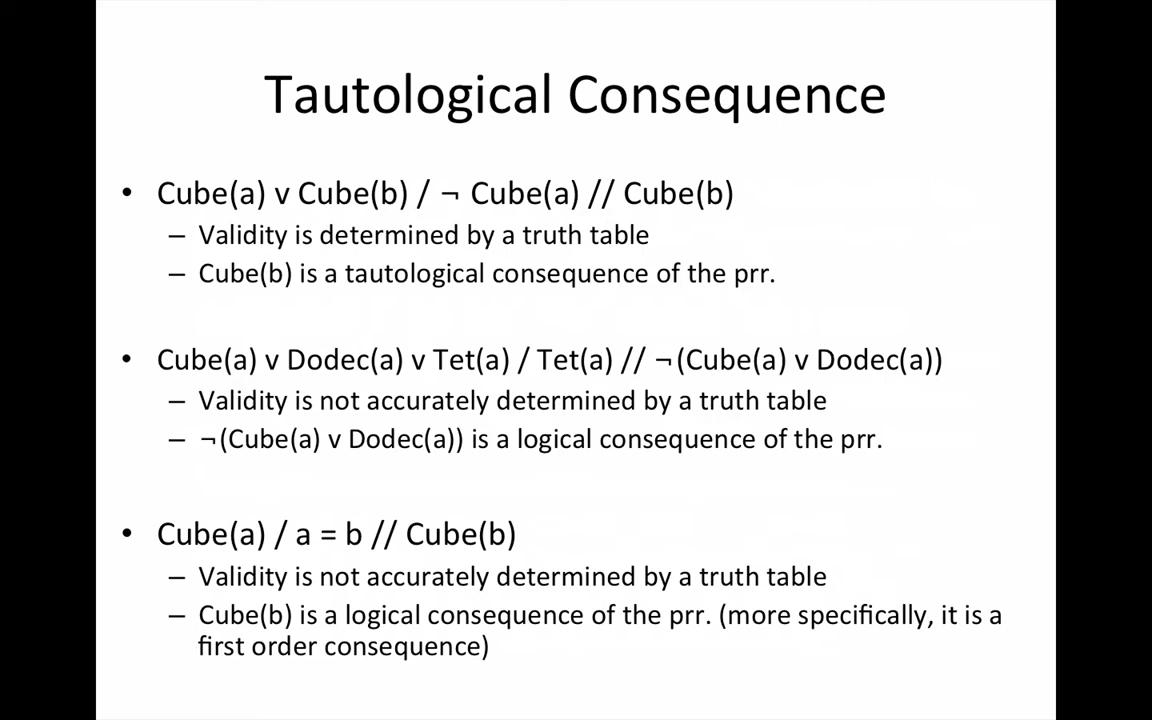 Tautological Consequence
• Cube(a) v Cube(b) / ¬ Cube(a) // Cube(b)
– Validity is determined by a truth table
– Cube(b) is a tautological consequence of the prr.
• Cube(a) v Dodec(a) v Tet(a) / Tet(a) // ¬(Cube(a) v Dodec(a))
– Validity is not accurately determined by a truth table
– ¬(Cube(a) v Dodec(a)) is a logical consequence of the prr.
• Cube(a) / a = b // Cube(b)
– Validity is not accurately determined by a truth table
– Cube(b) is a logical consequence of the prr. (more specifically, it is a
first order consequence)